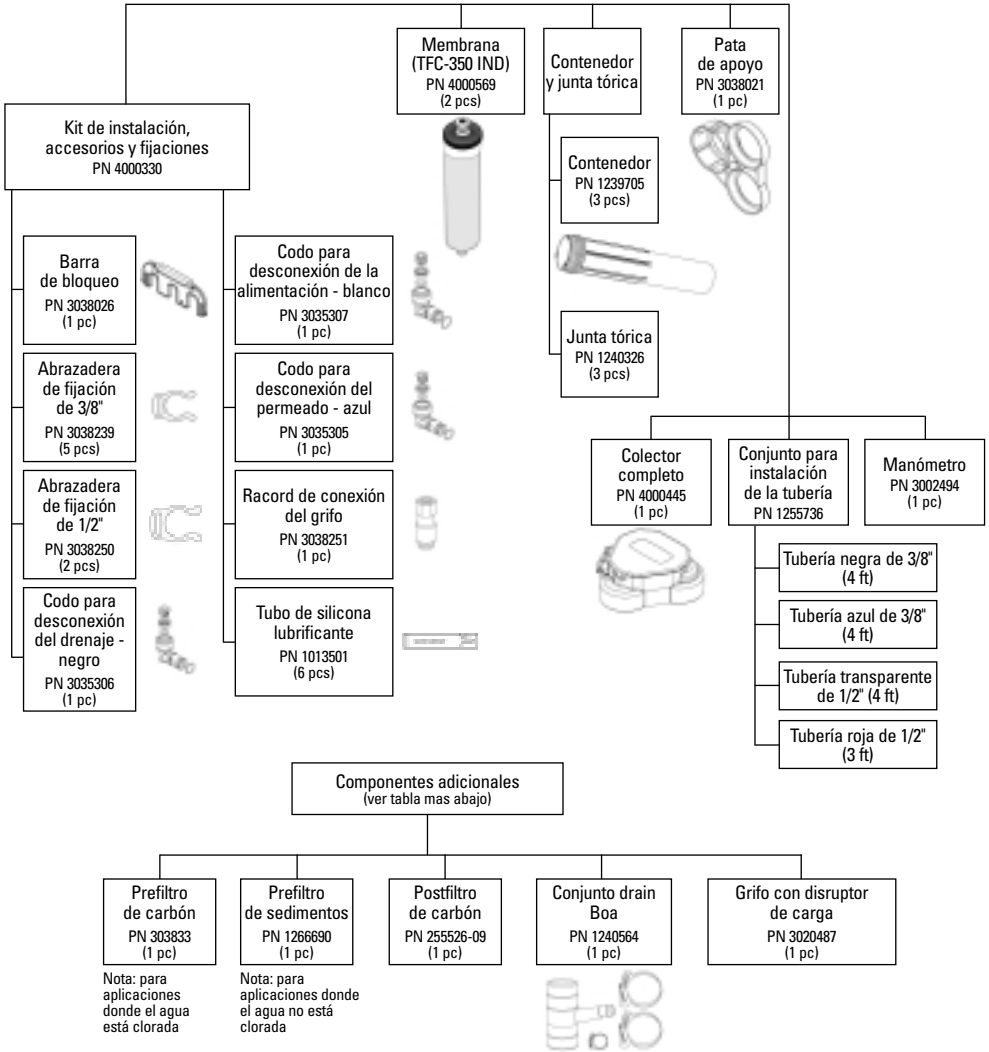 Membrana
(TFC-350 IND)
PN 4000569
(2 pcs)
Contenedor
y junta tórica
Pata
de apoyo
PN 3038021
(1 pc)
Kit de instalación,
accesorios y fijaciones
PN 4000330
Contenedor
PN 1239705
(3 pcs)
Junta tórica
PN 1240326
(3 pcs)
Barra
de bloqueo
PN 3038026
(1 pc)
Abrazadera
de fijación
de 3/8"
PN 3038239
(5 pcs)
Abrazadera
de fijación
de 1/2"
PN 3038250
(2 pcs)
Codo para
desconexión
del drenaje -
negro
PN 3035306
(1 pc)
Codo para
desconexión de la
alimentación - blanco
PN 3035307
(1 pc)
Codo para
desconexión del
permeado - azul
PN 3035305
(1 pc)
Racord de conexión
del grifo
PN 3038251
(1 pc)
Tubo de silicona
lubrificante
PN 1013501
(6 pcs)
Colector
completo
PN 4000445
(1 pc)
Conjunto para
instalación
de la tubería
PN 1255736
Manómetro
PN 3002494
(1 pc)
Tubería negra de 3/8"
(4 ft)
Tubería azul de 3/8"
(4 ft)
Tubería transparente
de 1/2" (4 ft)
Tubería roja de 1/2"
(3 ft)
Componentes adicionales
(ver tabla mas abajo)
Prefiltro
de carbón
PN 303833
(1 pc)
Nota: para
aplicaciones
donde el agua
está clorada
Prefiltro
de sedimentos
PN 1266690
(1 pc)
Nota: para
aplicaciones donde
el agua no está
clorada
Postfiltro
de carbón
PN 255526-09
(1 pc)
Conjunto drain
Boa
PN 1240564
(1 pc)
Grifo con disruptor
de carga
PN 3020487
(1 pc)